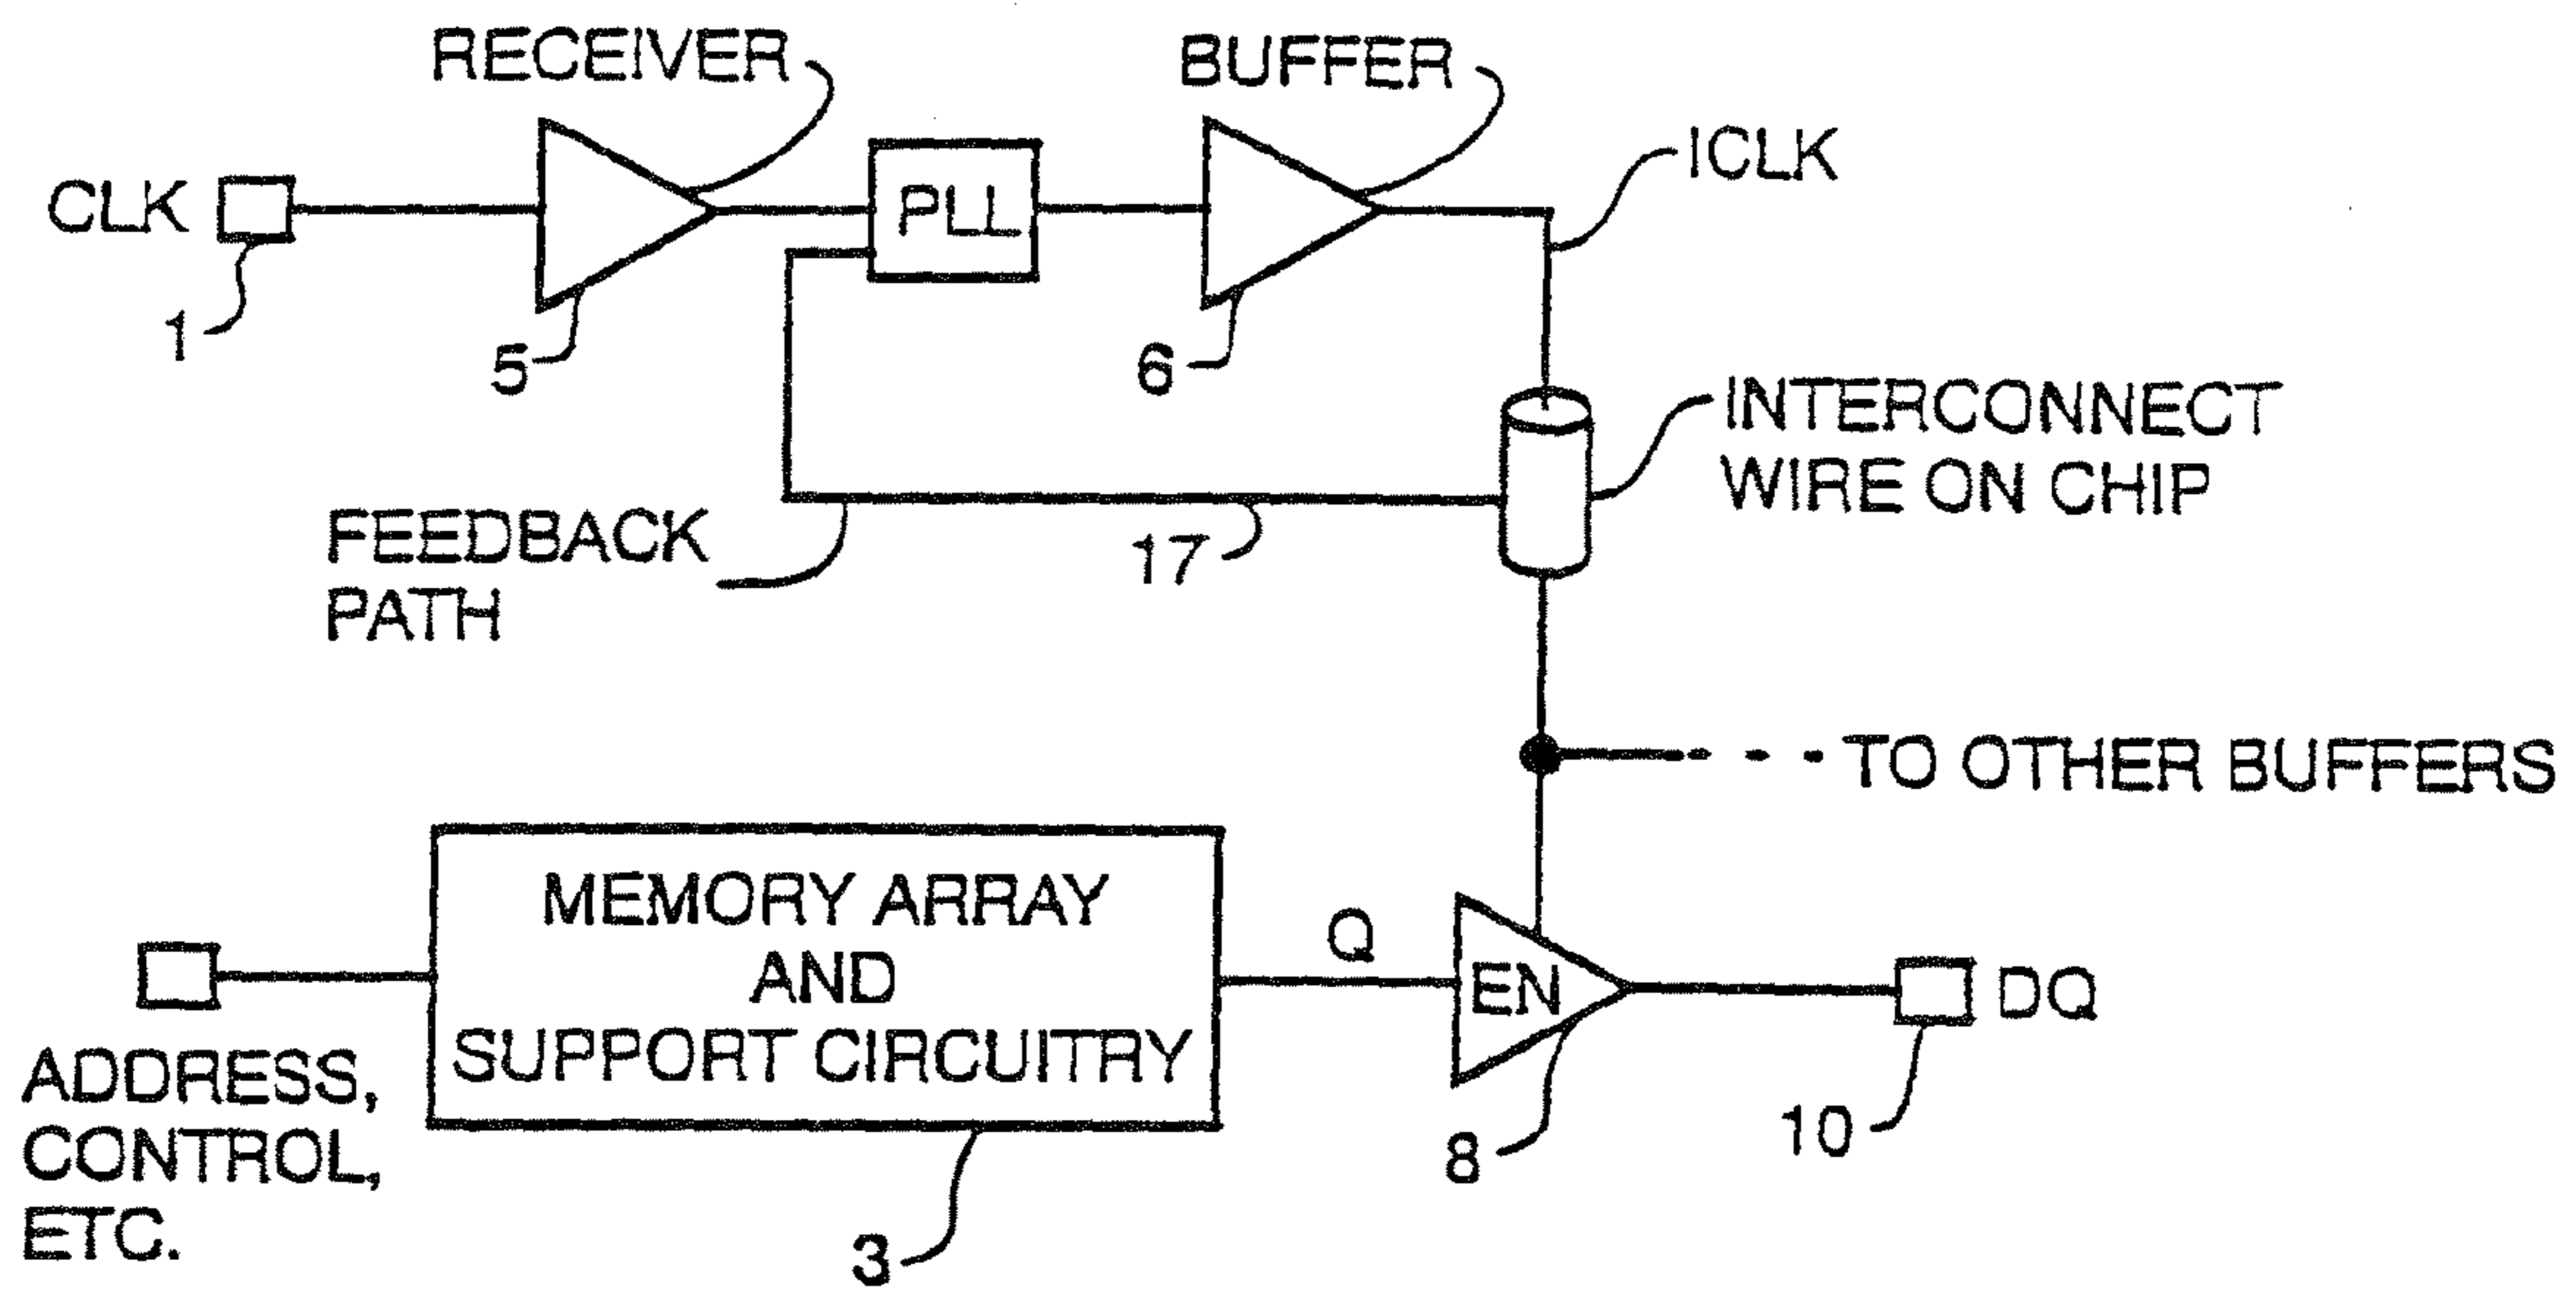 RECEIVER
BUFFER
ICLK
CLK
PLL
1
5
6
INTERCONNECT
WIRE ON CHIP
FEEDBACK
PATH
17
TO OTHER BUFFERS
MEMORY ARRAY
AND
SUPPORT CIRCUITRY
Q
EN
DQ
ADDRESS,
CONTROL,
ETC.
10
8
3